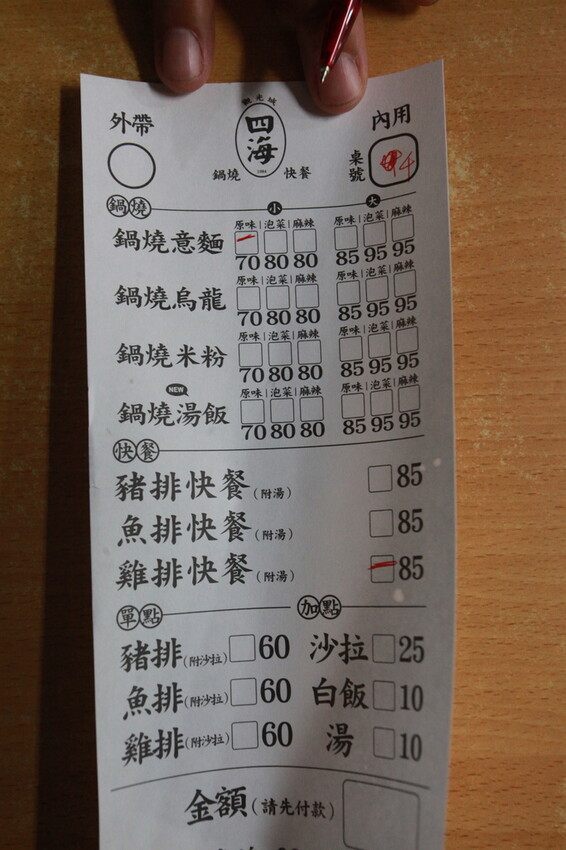 觀光城
外帶 四海 內用
鍋燒 快餐 桌號
1984
鍋燒 小 大
原味|泡菜|麻辣 原味|泡菜|麻辣
鍋燒意麵
70 80 80 85 95 95
原味|泡菜|麻辣 原味|泡菜|麻辣
鍋燒烏龍
70 80 80 85 95 95
原味|泡菜|麻辣 原味|泡菜|麻辣
鍋燒米粉
70 80 80 85 95 95
NEW
原味|泡菜|麻辣 原味|泡菜|麻辣
鍋燒湯飯
70 80 80 85 95 95
快餐
豬排快餐(附湯) 85
魚排快餐(附湯) 85
雞排快餐(附湯) 85
單點 加點
豬排(附沙拉) 60 沙拉 25
魚排(附沙拉) 60 白飯 10
雞排(附沙拉) 60 湯 10
金額(請先付款)